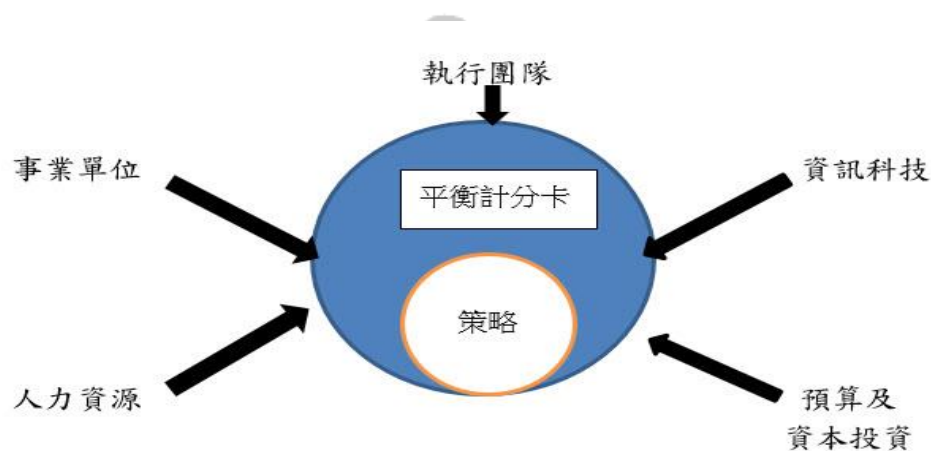 執行團隊
事業單位
資訊科技
平衡計分卡
策略
人力資源
預算及
資本投資